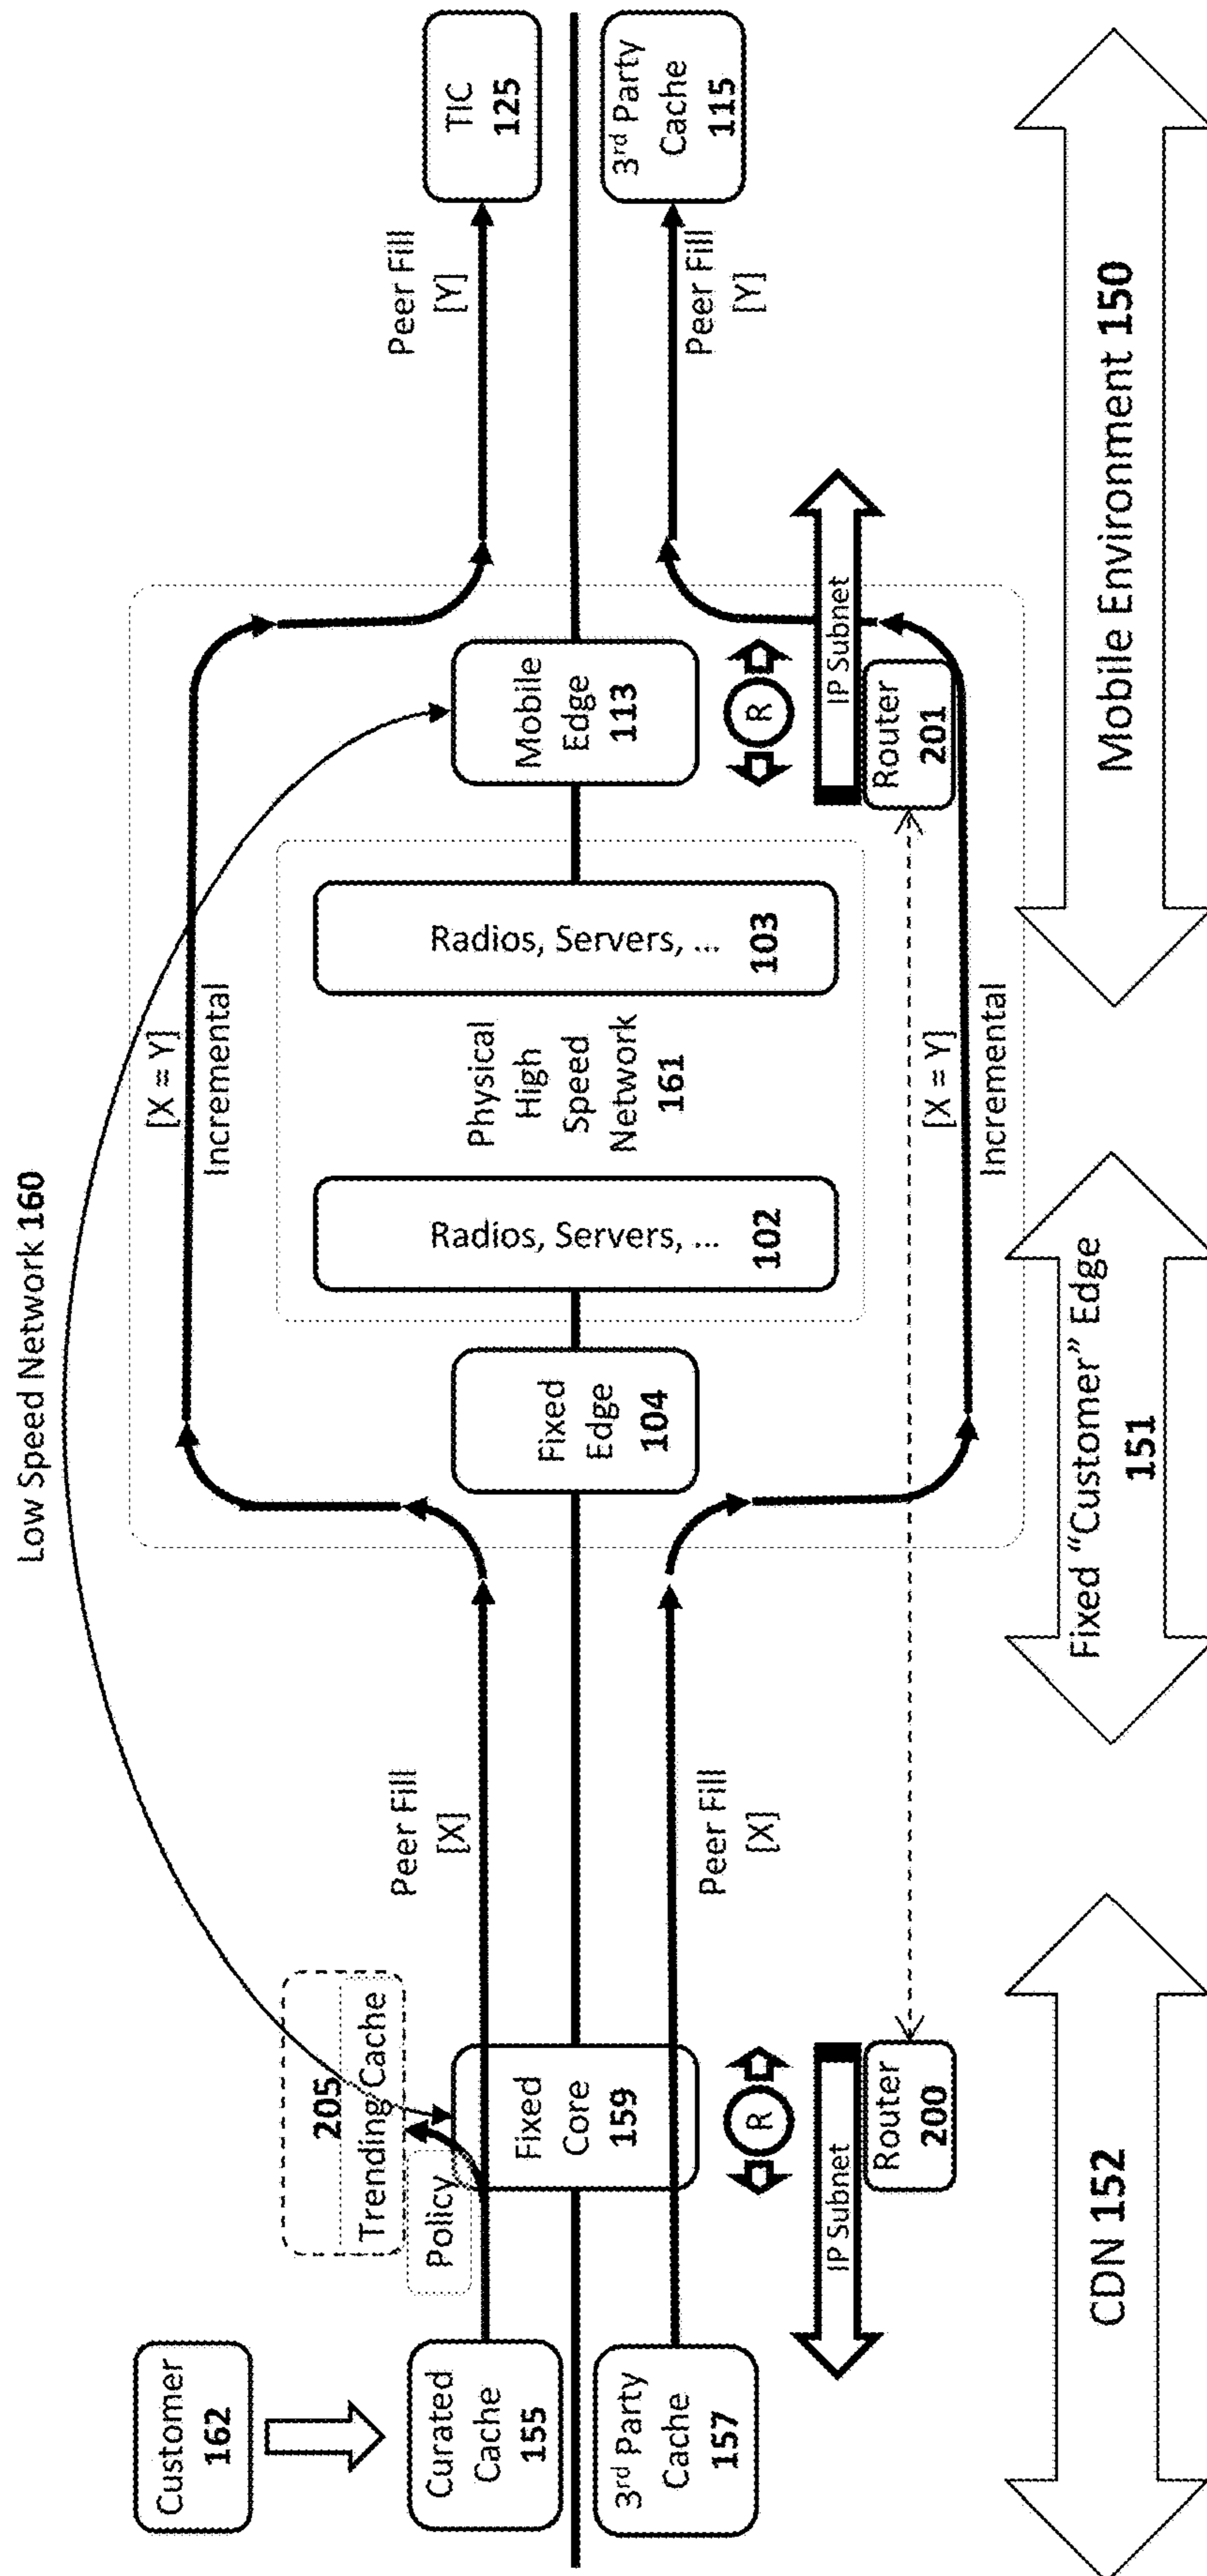 Low Speed Network 160
Customer
162
205
Trending Cache
Policy
Curated
Cache
155
3rd Party
Cache
157
Fixed
Core
159
R
IP Subnet
Router
200
Peer Fill
[X]
Peer Fill
[X]
Fixed
Edge
104
[X = Y]
Incremental
Radios, Servers, ...
102
Physical
High
Speed
Network
161
Radios, Servers, ...
103
[X = Y]
Incremental
Mobile
Edge
113
R
IP Subnet
Router
201
Peer Fill
[Y]
Peer Fill
[Y]
TIC
125
3rd Party
Cache
115
CDN 152
Fixed “Customer” Edge
151
Mobile Environment 150